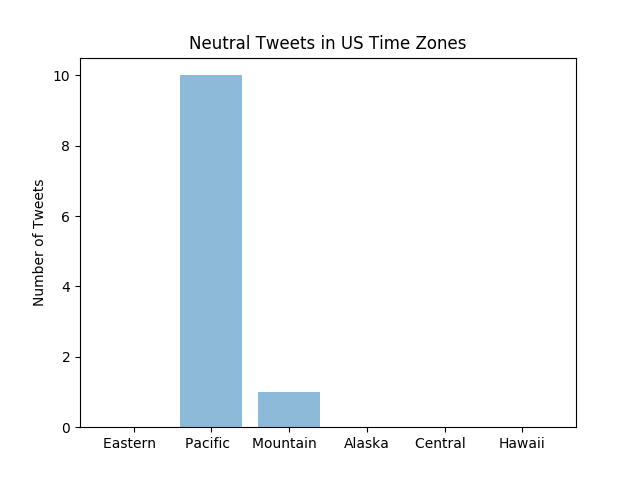 Neutral Tweets in US Time Zones
Number of Tweets
10
8
6
4
2
0
Eastern Pacific Mountain Alaska Central Hawaii